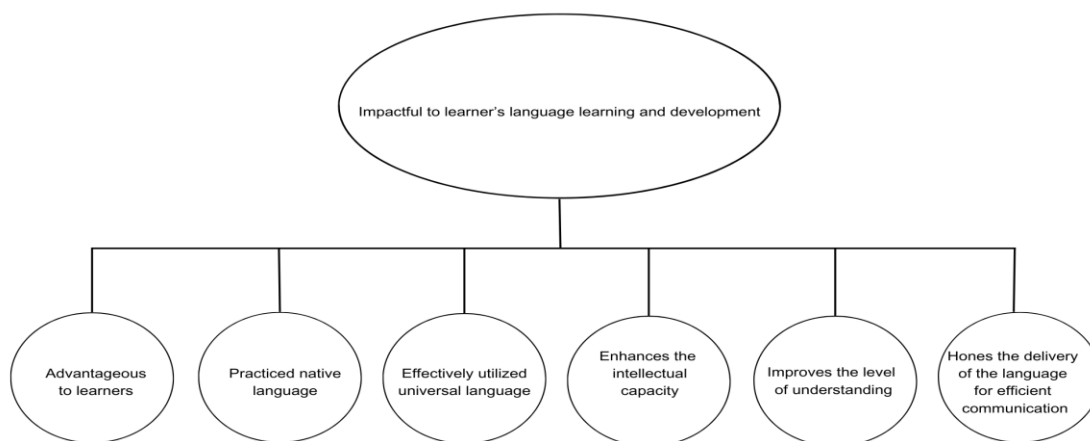 Impactful to learner’s language learning and development
Advantageous
to learners
Practiced native
language
Effectively utilized
universal language
Enhances the
intellectual
capacity
Improves the level
of understanding
Hones the delivery
of the language
for efficient
communication